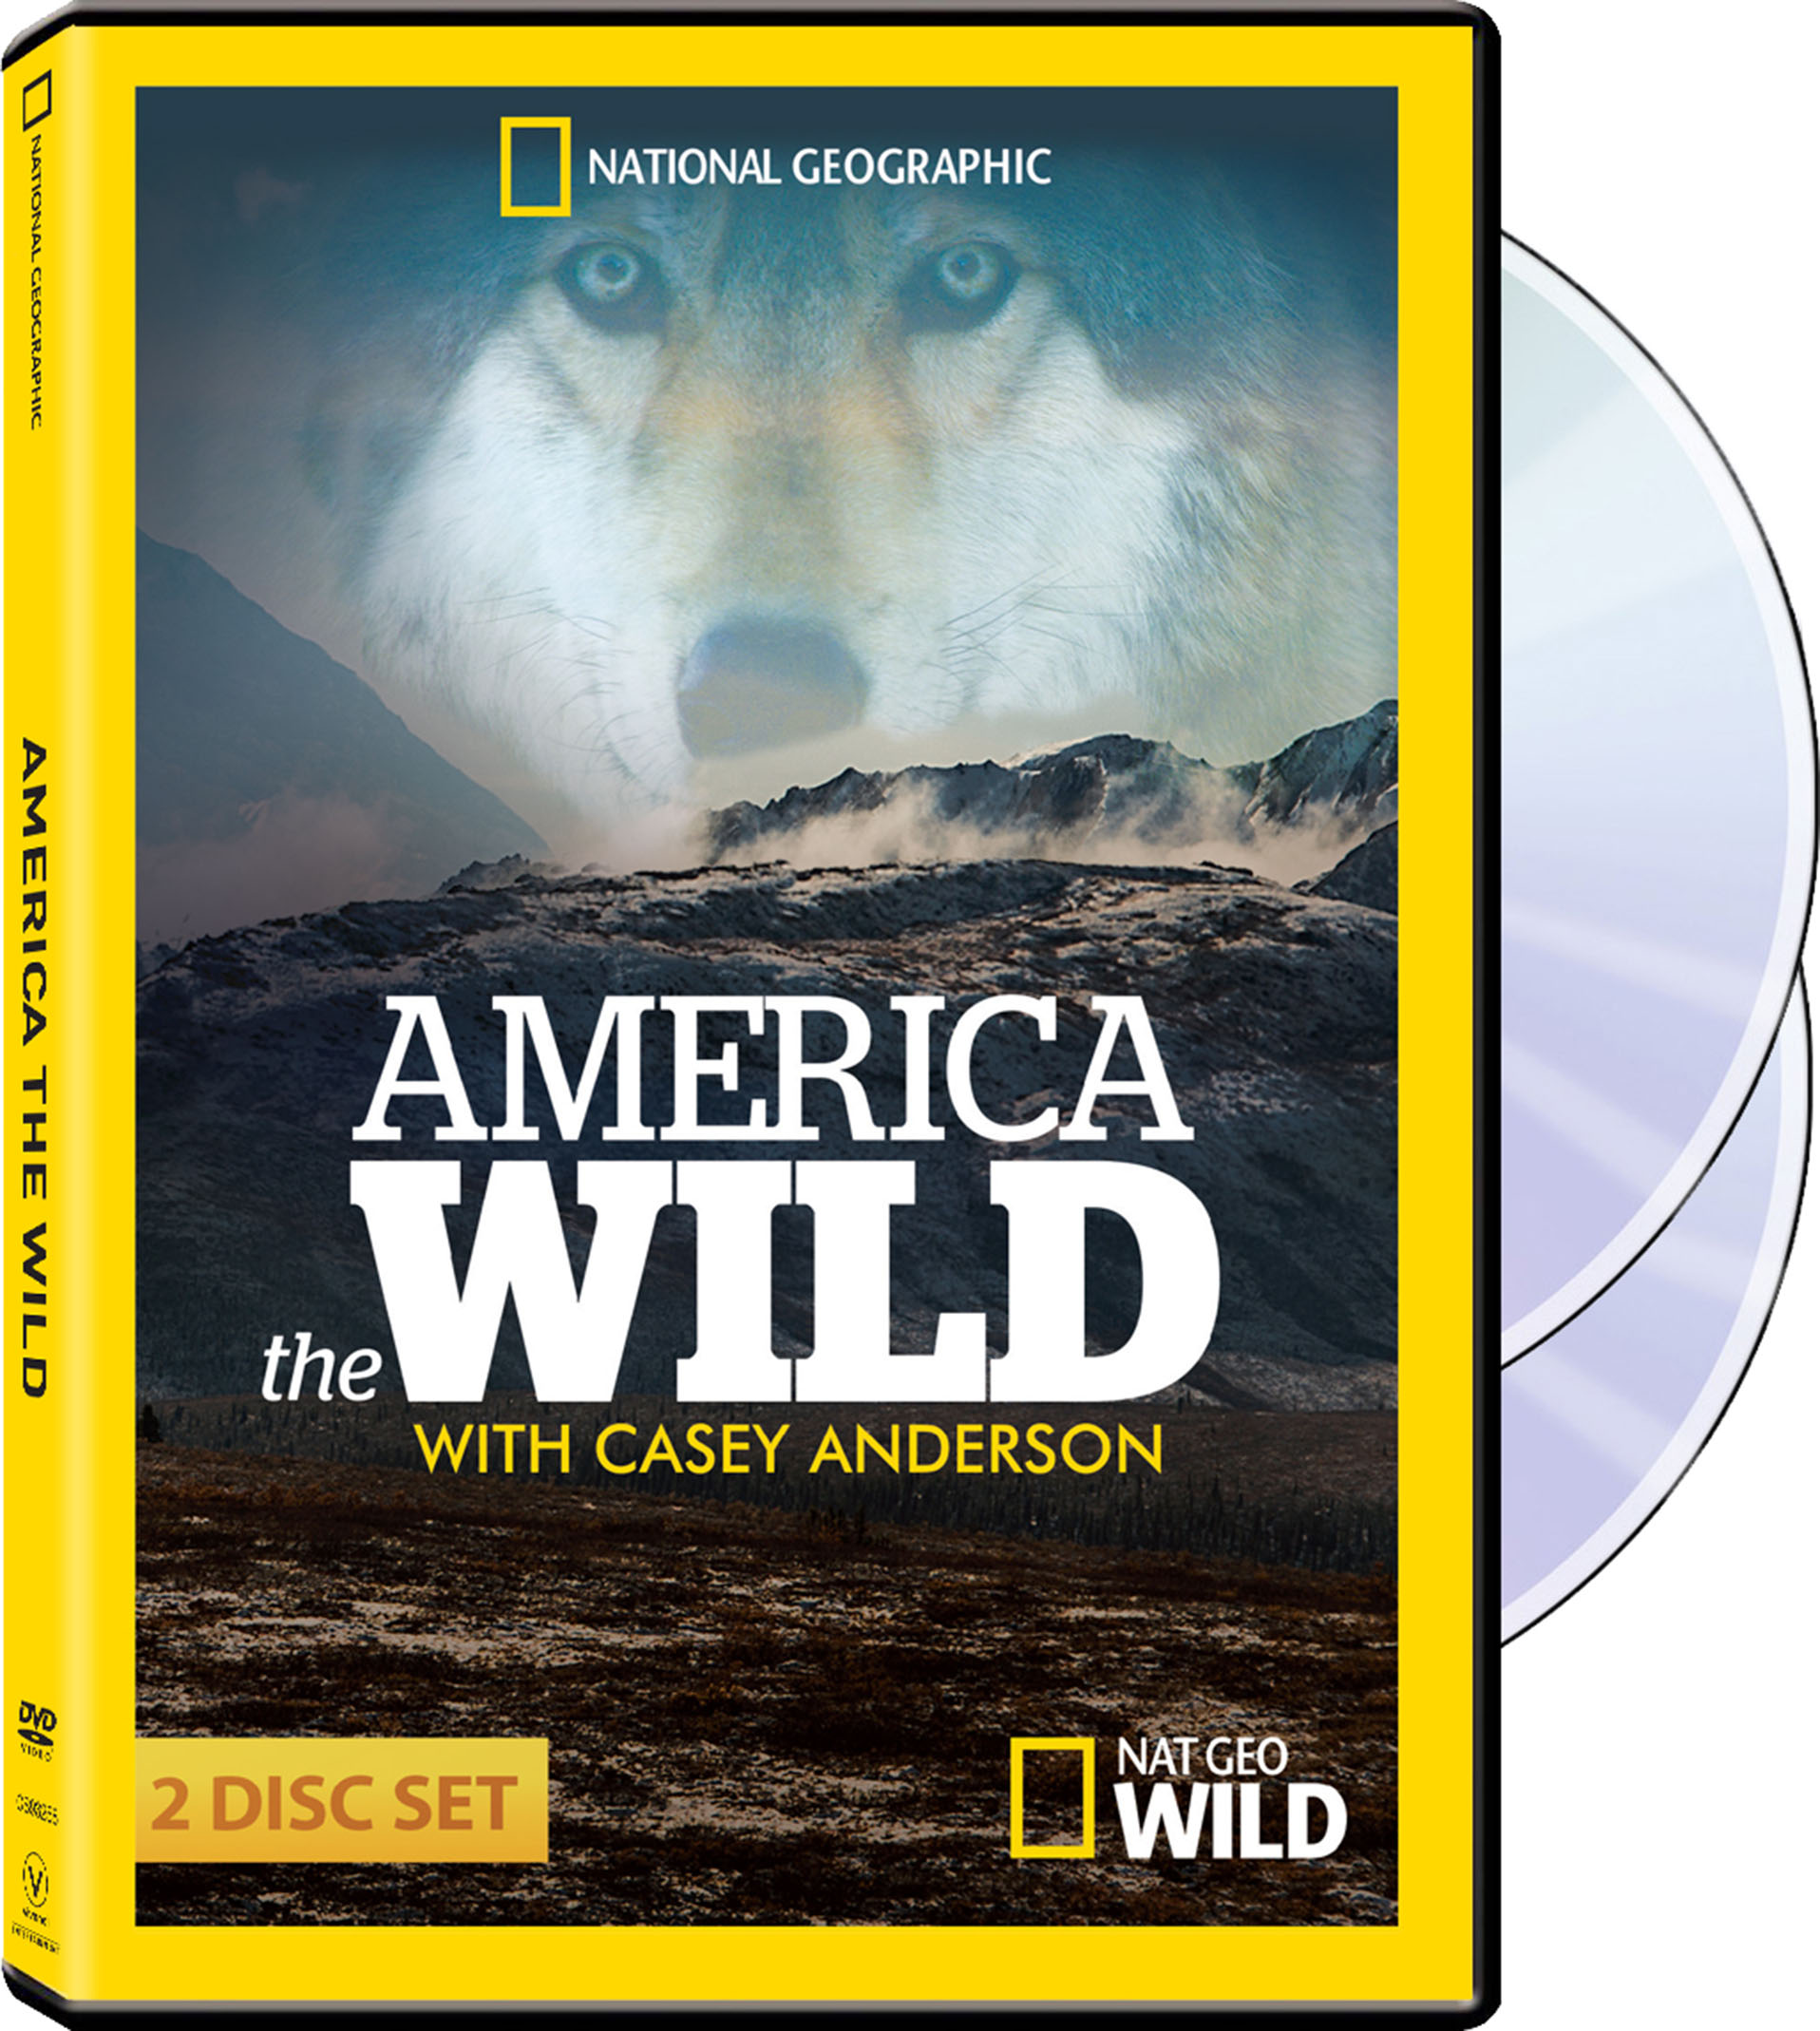 NATIONAL GEOGRAPHIC
AMERICA
the WILD
WITH CASEY ANDERSON
2 DISC SET
NAT GEO
WILD
NATIONAL GEOGRAPHIC
AMERICA THE WILD
DVD
VIDEO
V